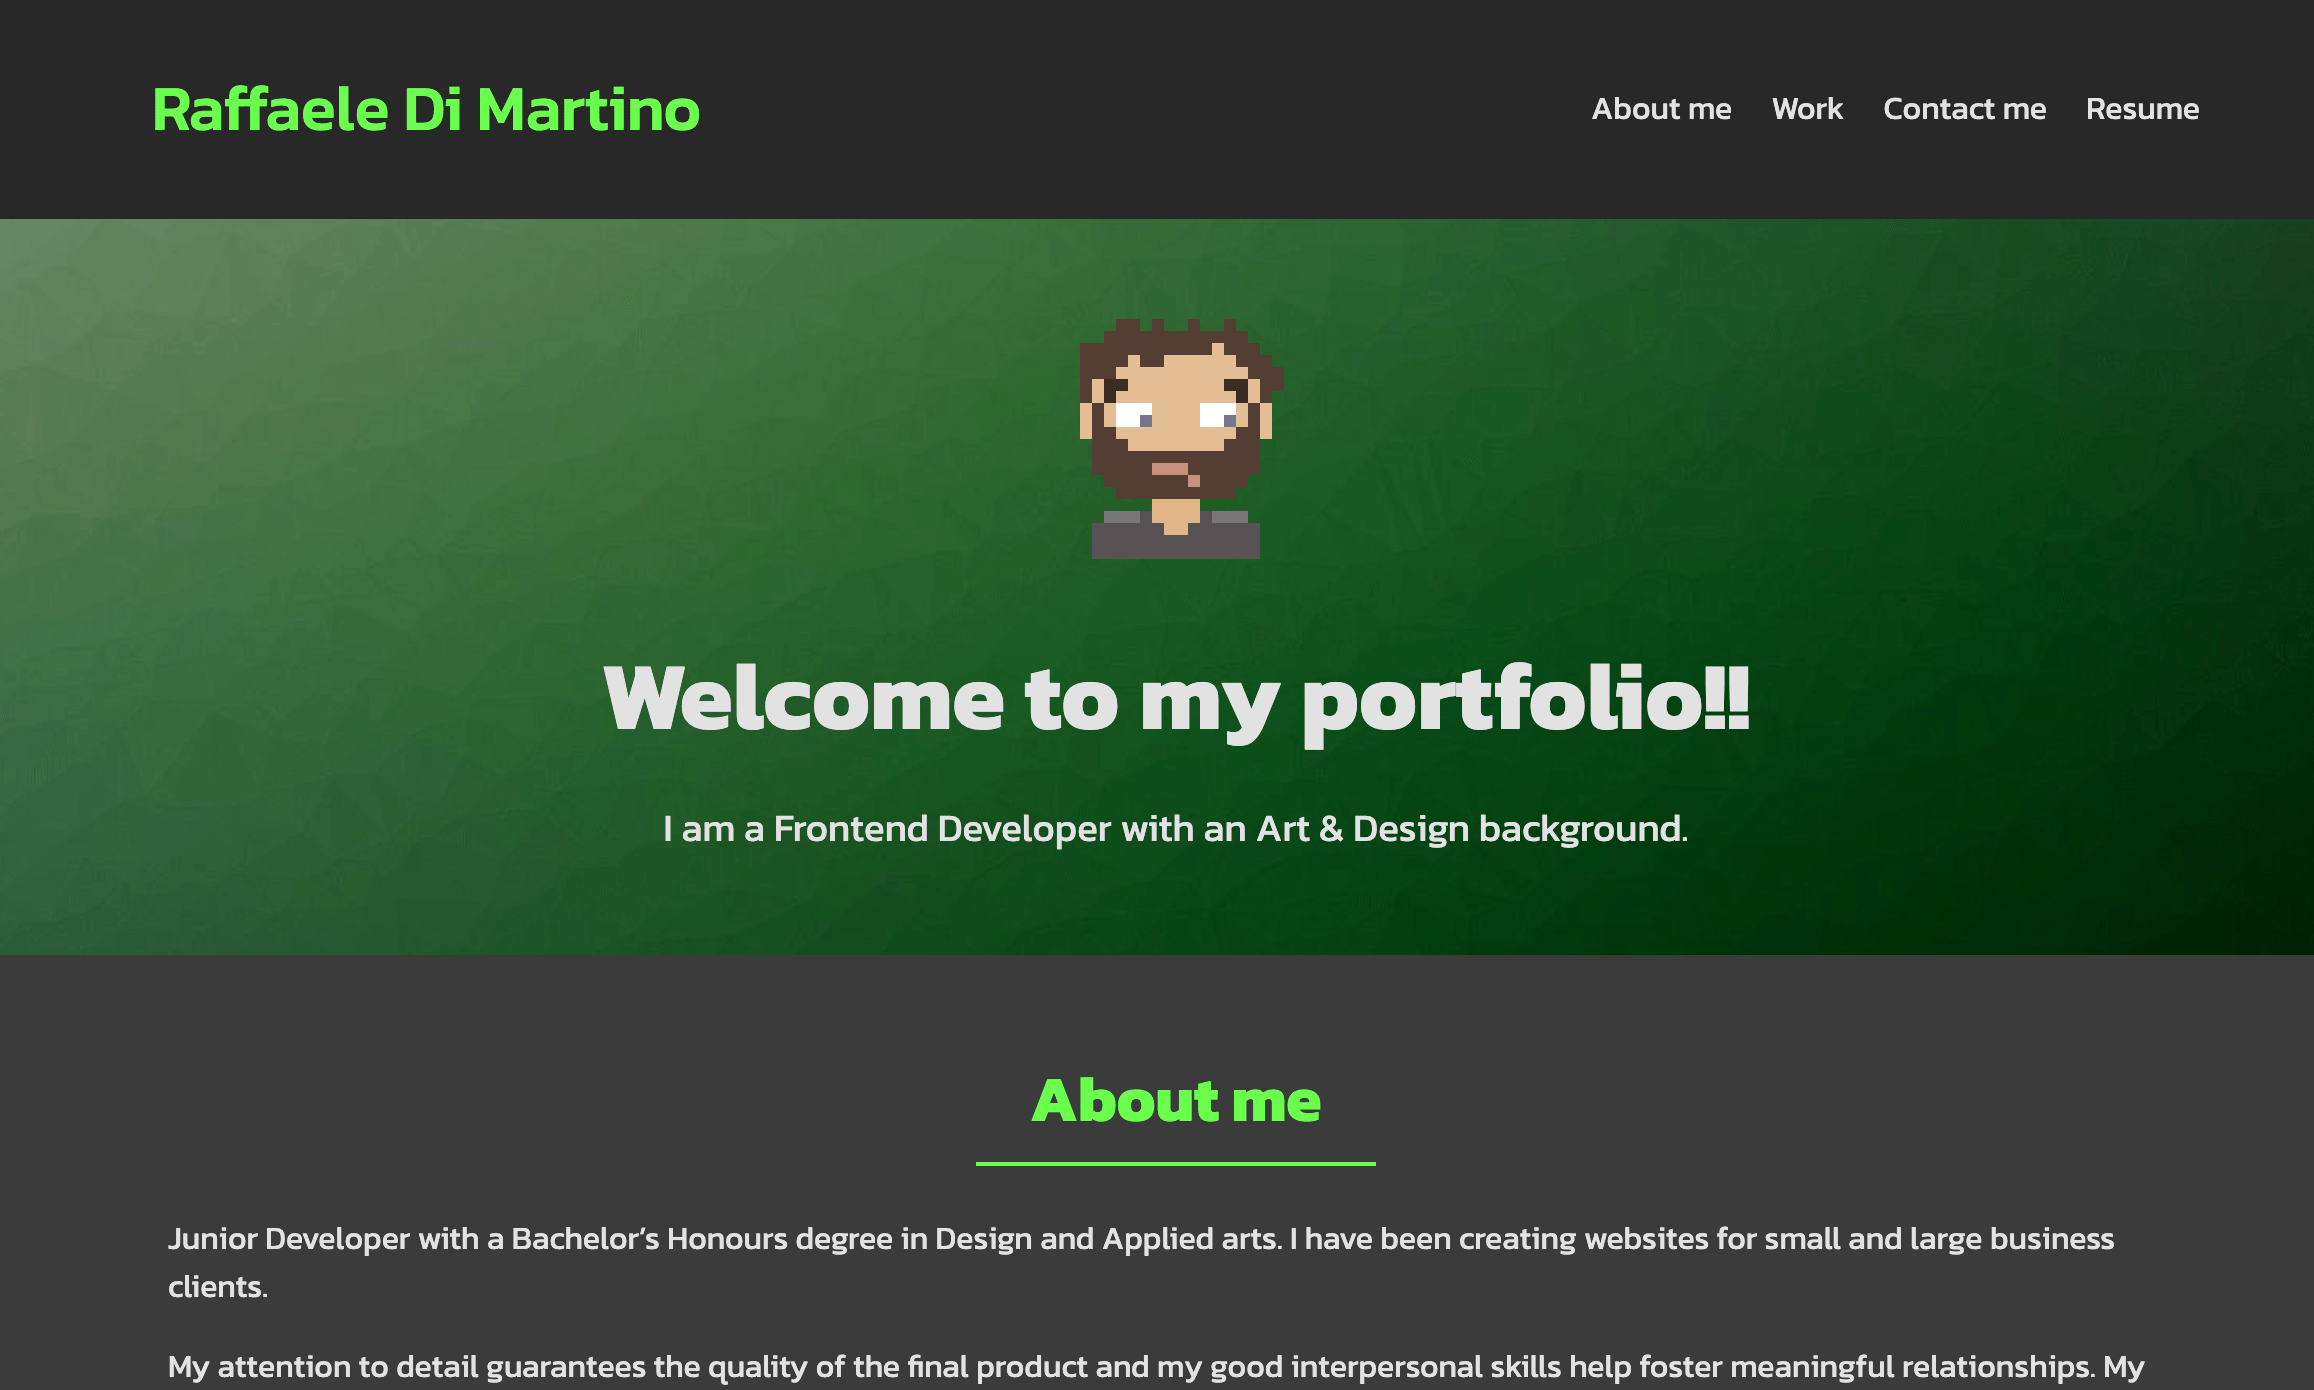 Raffaele Di Martino
About me Work Contact me Resume
Welcome to my portfolio!!
I am a Frontend Developer with an Art & Design background.
About me
Junior Developer with a Bachelor’s Honours degree in Design and Applied arts. I have been creating websites for small and large business
clients.
My attention to detail guarantees the quality of the final product and my good interpersonal skills help foster meaningful relationships. My